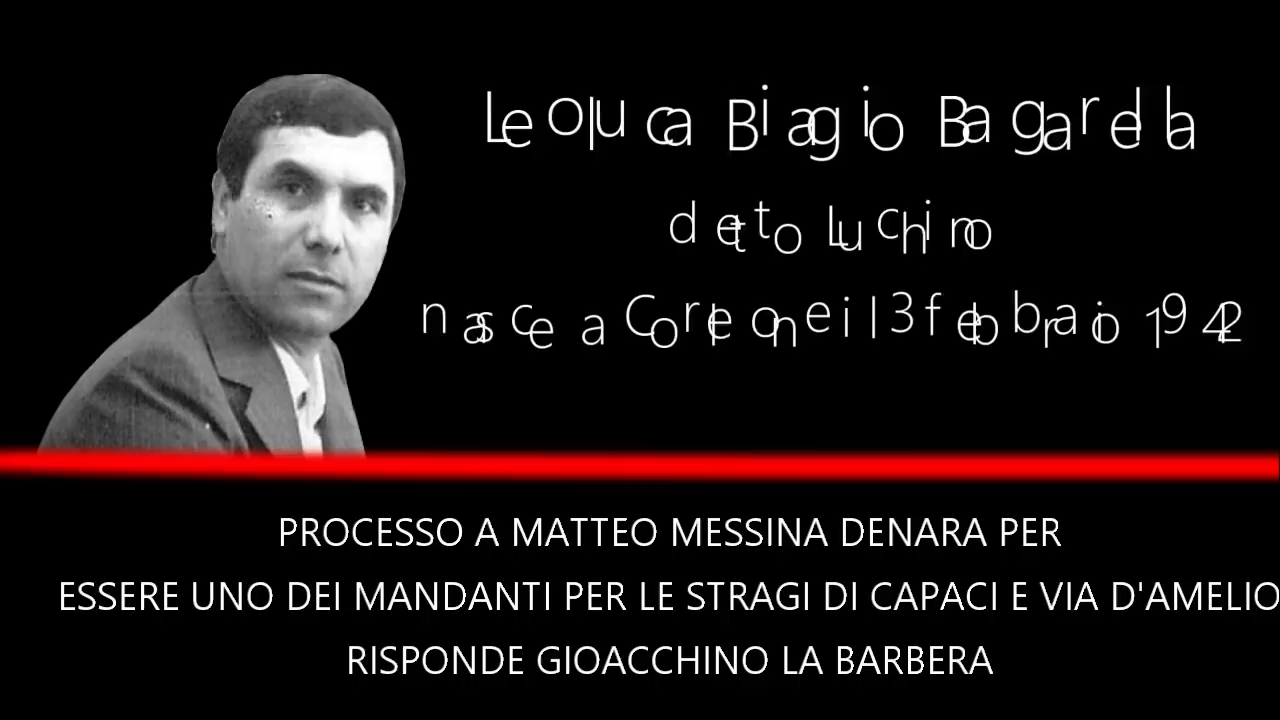 Leoluca Biagio Bagarella
detto Luchino
nasce a Corleone il 3 febbraio 1942
PROCESSO A MATTEO MESSINA DENARA PER
ESSERE UNO DEI MANDANTI PER LE STRAGI DI CAPACI E VIA D'AMELIO
RISPONDE GIOACCHINO LA BARBERA